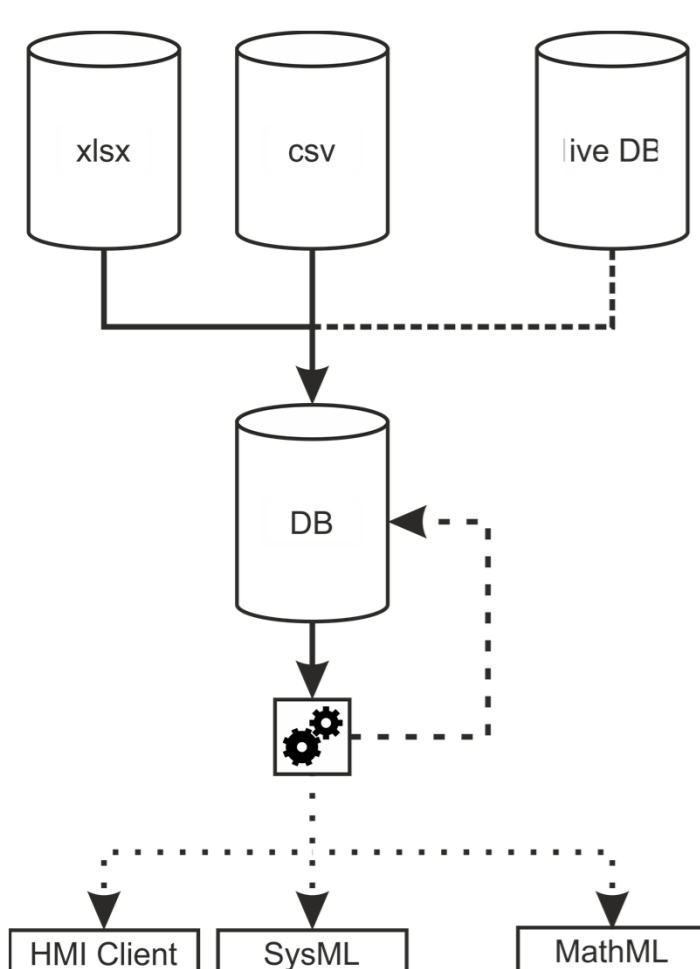 xlsx
csv
live DB
DB
HMI Client
SysML
MathML